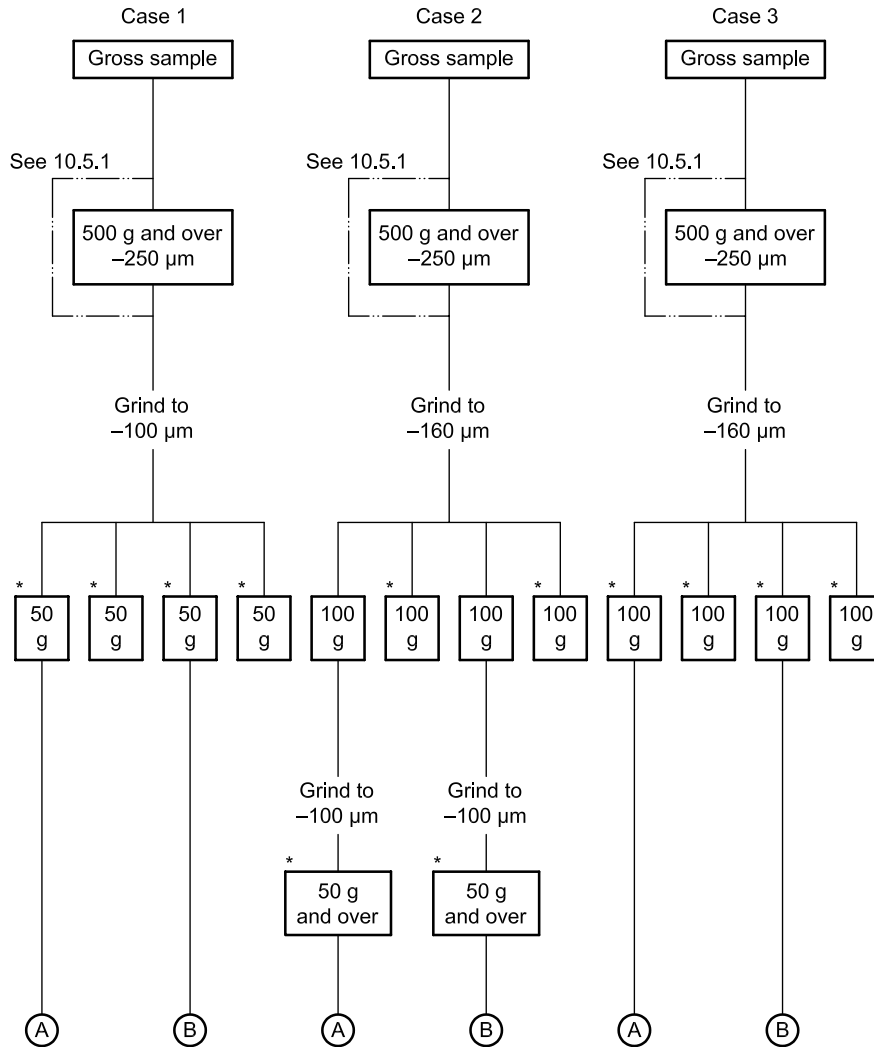 Case 1 Case 2 Case 3
Gross sample Gross sample Gross sample
See 10.5.1 See 10.5.1 See 10.5.1
500 g and over 500 g and over 500 g and over
–250 µm –250 µm –250 µm
Grind to Grind to Grind to
–100 µm –160 µm –160 µm
* * * * * * * * * *
50 50 50 50 100 100 100 100 100 100 100 100
g g g g g g g g g g g g
Grind to Grind to
–100 µm –100 µm
* *
50 g 50 g
and over and over
A B A B A B